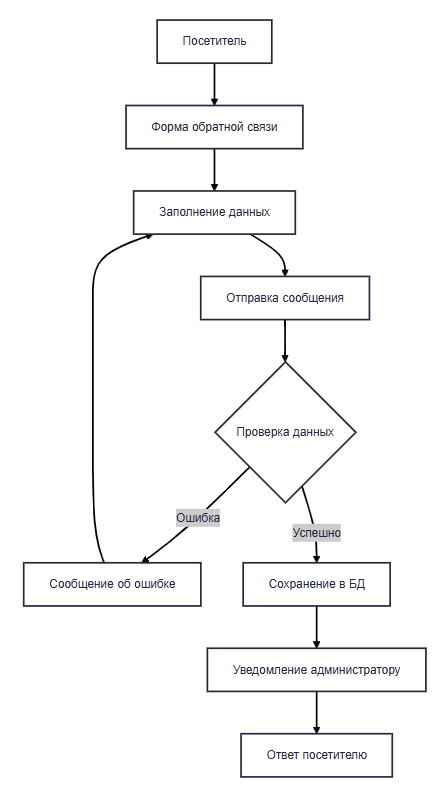 Посетитель
Форма обратной связи
Заполнение данных
Отправка сообщения
Проверка данных
Ошибка
Успешно
Сообщение об ошибке
Сохранение в БД
Уведомление администратору
Ответ посетителю